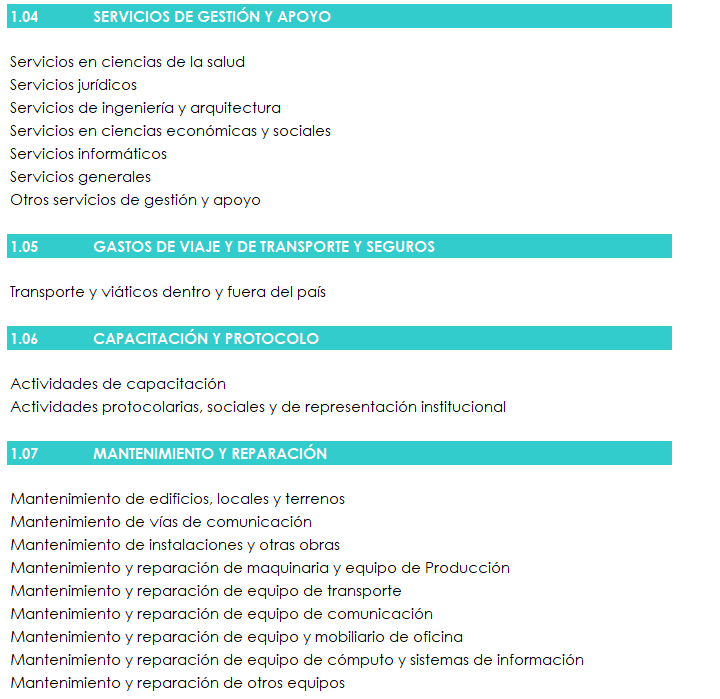 1.04 SERVICIOS DE GESTIÓN Y APOYO
Servicios en ciencias de la salud
Servicios jurídicos
Servicios de ingeniería y arquitectura
Servicios en ciencias económicas y sociales
Servicios informáticos
Servicios generales
Otros servicios de gestión y apoyo
1.05 GASTOS DE VIAJE Y DE TRANSPORTE Y SEGUROS
Transporte y viáticos dentro y fuera del país
1.06 CAPACITACIÓN Y PROTOCOLO
Actividades de capacitación
Actividades protocolarias, sociales y de representación institucional
1.07 MANTENIMIENTO Y REPARACIÓN
Mantenimiento de edificios, locales y terrenos
Mantenimiento de vías de comunicación
Mantenimiento de instalaciones y otras obras
Mantenimiento y reparación de maquinaria y equipo de Producción
Mantenimiento y reparación de equipo de transporte
Mantenimiento y reparación de equipo de comunicación
Mantenimiento y reparación de equipo y mobiliario de oficina
Mantenimiento y reparación de equipo de cómputo y sistemas de información
Mantenimiento y reparación de otros equipos